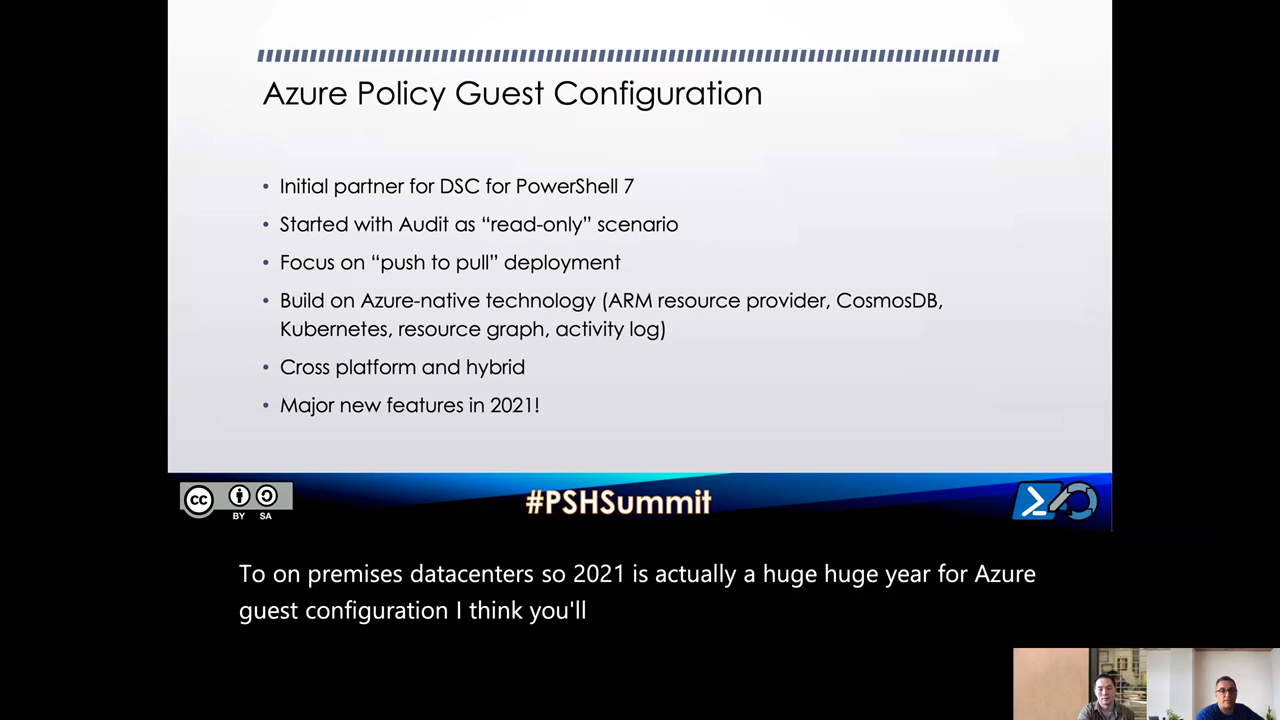 Azure Policy Guest Configuration
• Initial partner for DSC for PowerShell 7
• Started with Audit as “read-only” scenario
• Focus on “push to pull” deployment
• Build on Azure-native technology (ARM resource provider, CosmosDB,
Kubernetes, resource graph, activity log)
• Cross platform and hybrid
• Major new features in 2021!
cc
BY SA
#PSHSummit
To on premises datacenters so 2021 is actually a huge huge year for Azure
guest configuration I think you'll